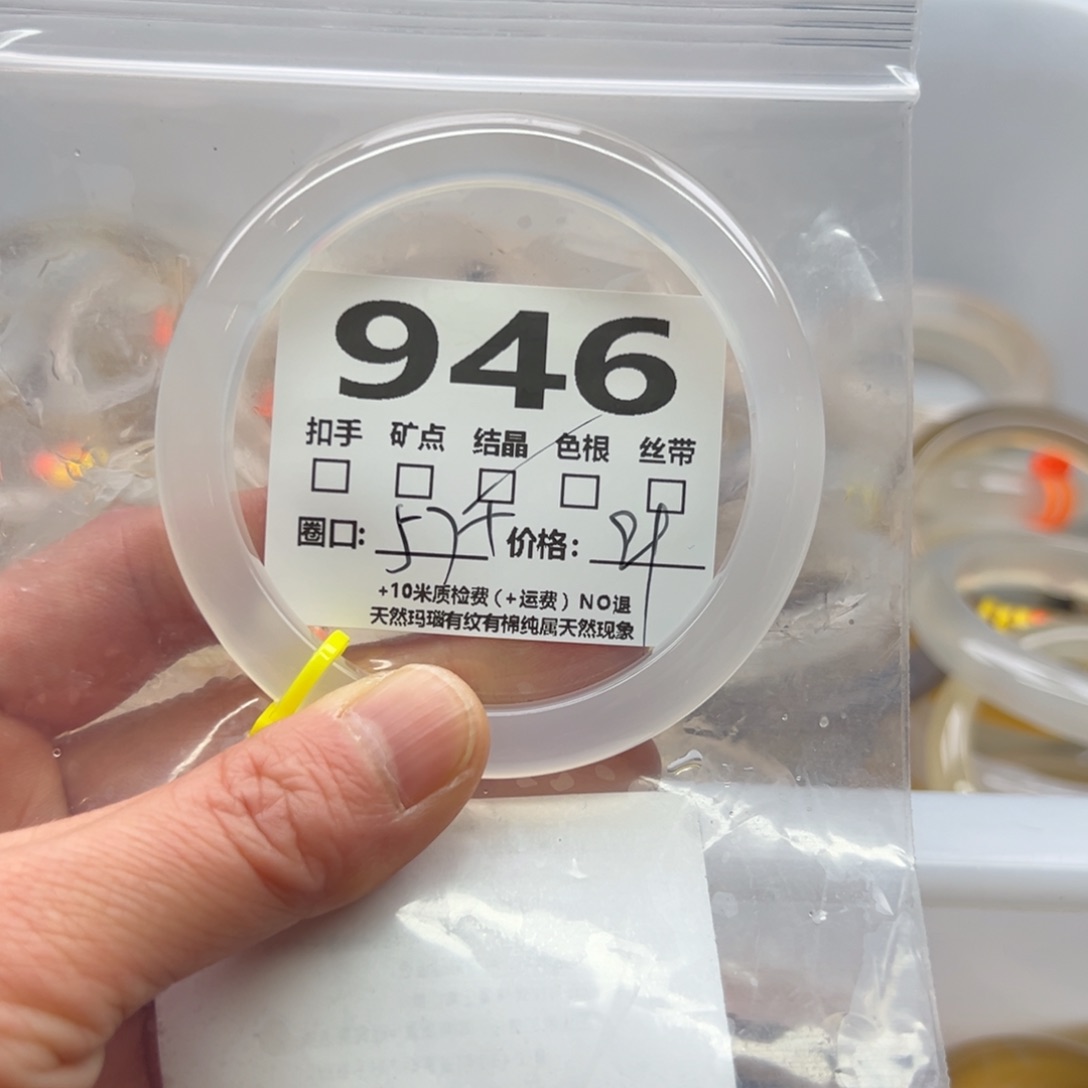 946
扣手 矿点 结晶 色根 丝带
圈口: 57 价格: 89
+10米质检费(+运费) NO退
天然玛瑙有纹有棉纯属天然现象